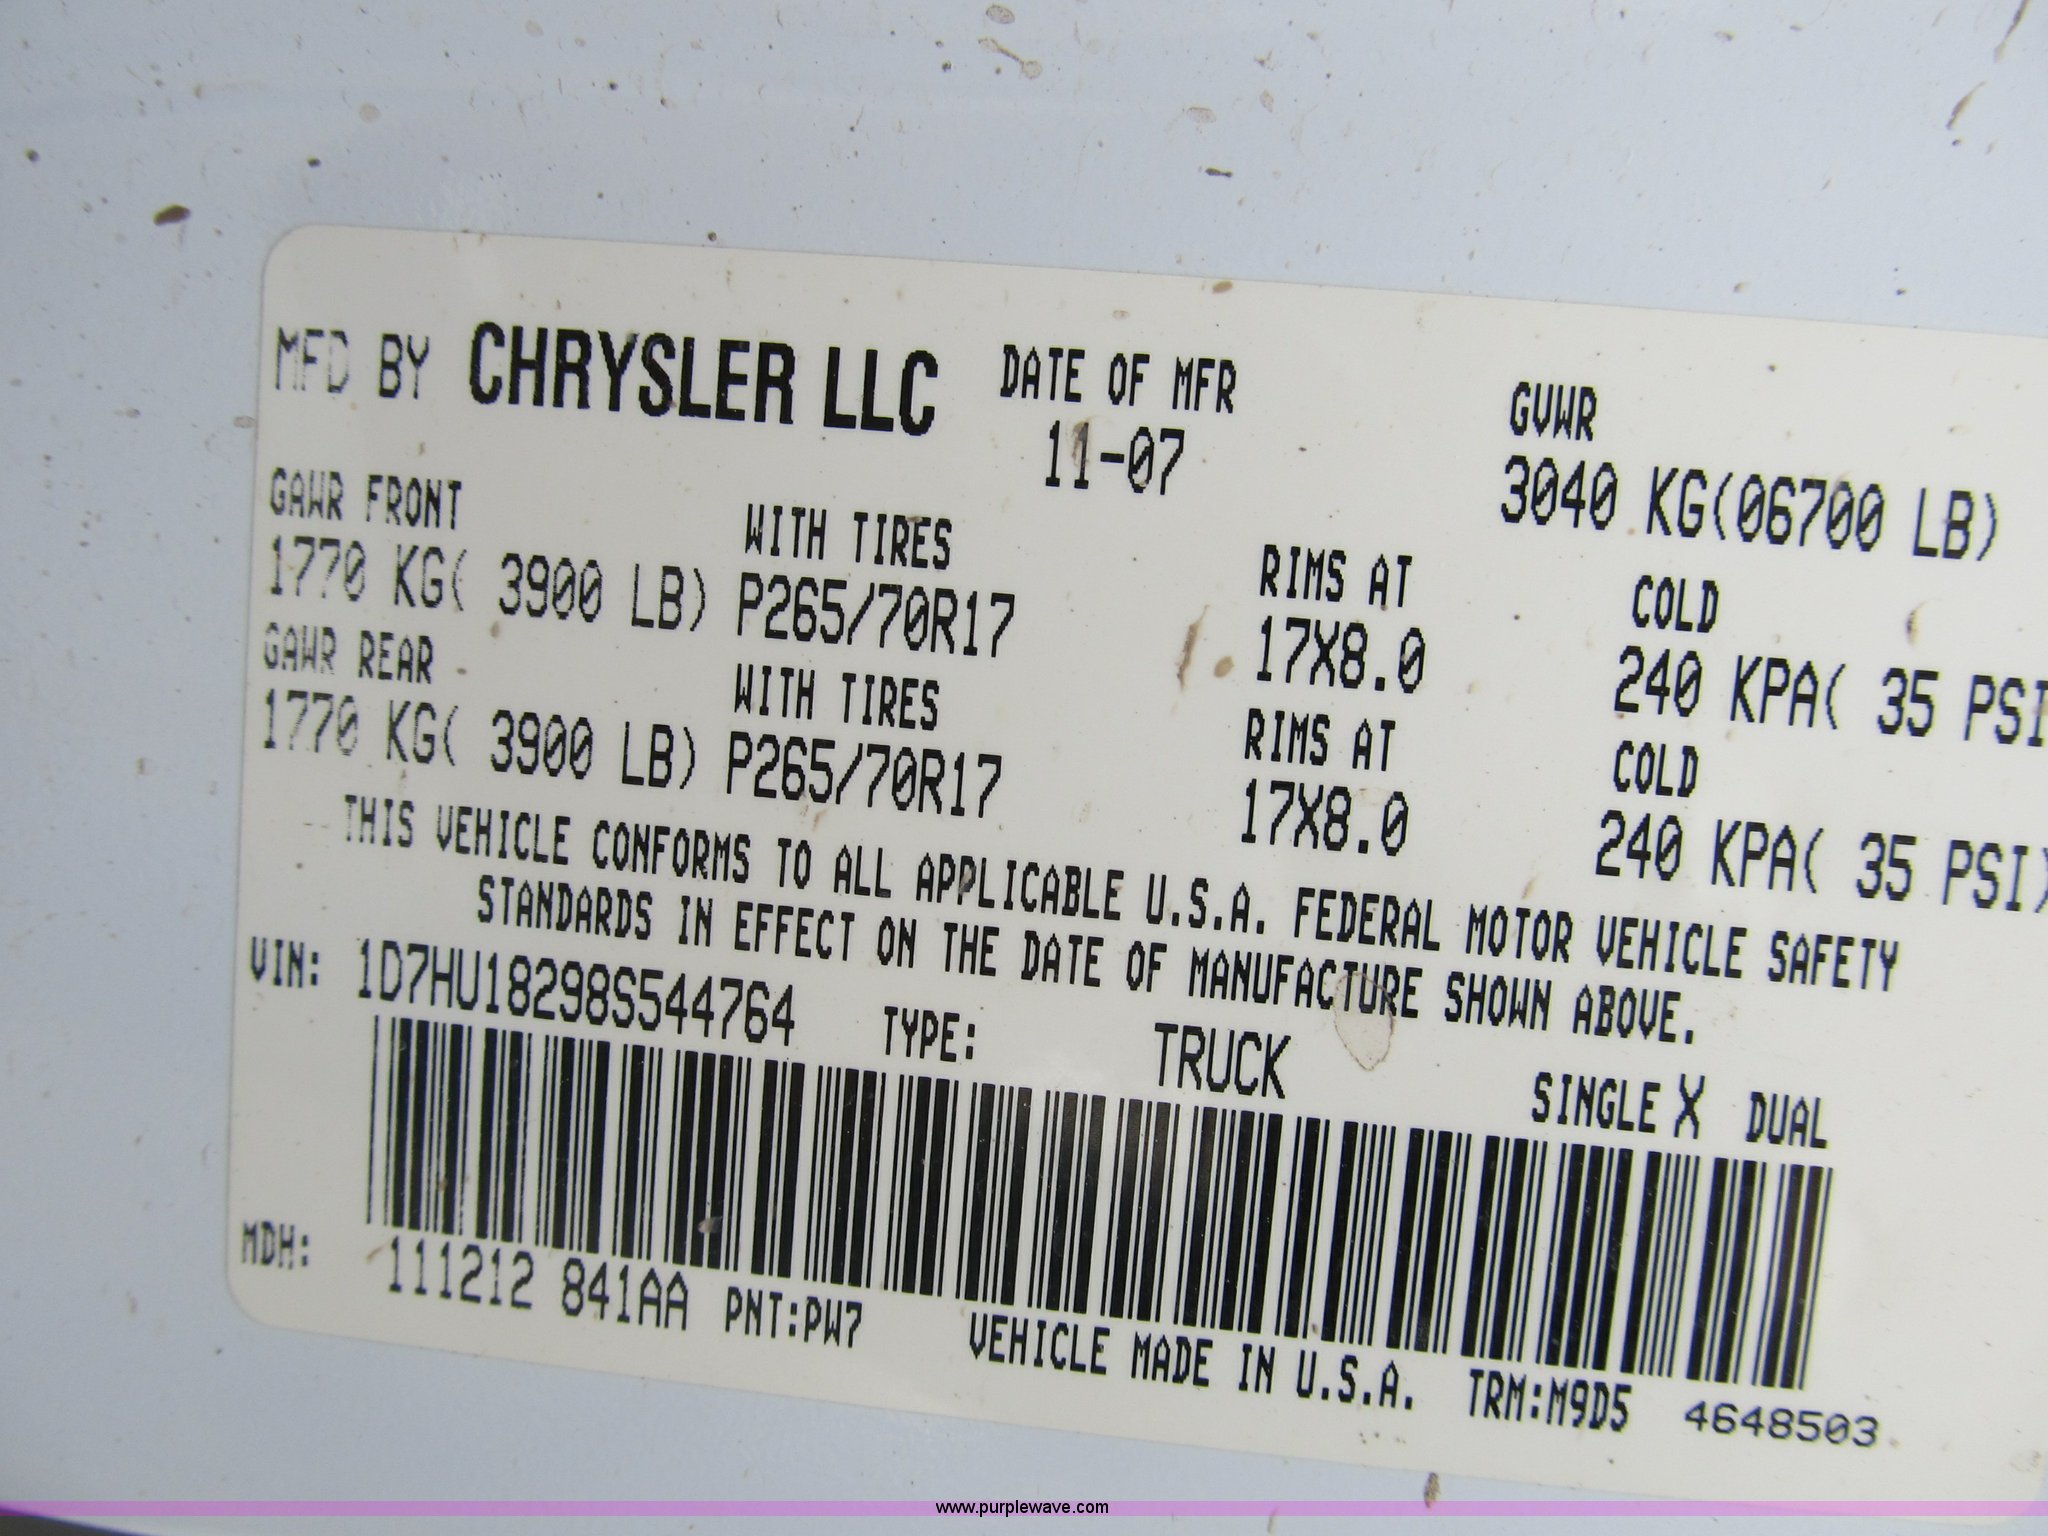 MFD BY CHRYSLER LLC DATE OF MFR GVWR
11-07 3040 KG(06700 LB)
GAWR FRONT WITH TIRES RIMS AT COLD
1770 KG( 3900 LB) P265/70R17 17X8.0 240 KPA( 35 PSI
GAWR REAR WITH TIRES RIMS AT COLD
1770 KG( 3900 LB) P265/70R17 17X8.0 240 KPA( 35 PSI)
THIS VEHICLE CONFORMS TO ALL APPLICABLE U.S.A. FEDERAL MOTOR VEHICLE SAFETY
STANDARDS IN EFFECT ON THE DATE OF MANUFACTURE SHOWN ABOVE.
VIN: 1D7HU18298S544764 TYPE: TRUCK SINGLE X DUAL
MDH: 111212 841AA PNT:PW7 VEHICLE MADE IN U.S.A. TRM:M9D5 4648503
www.purplewave.com